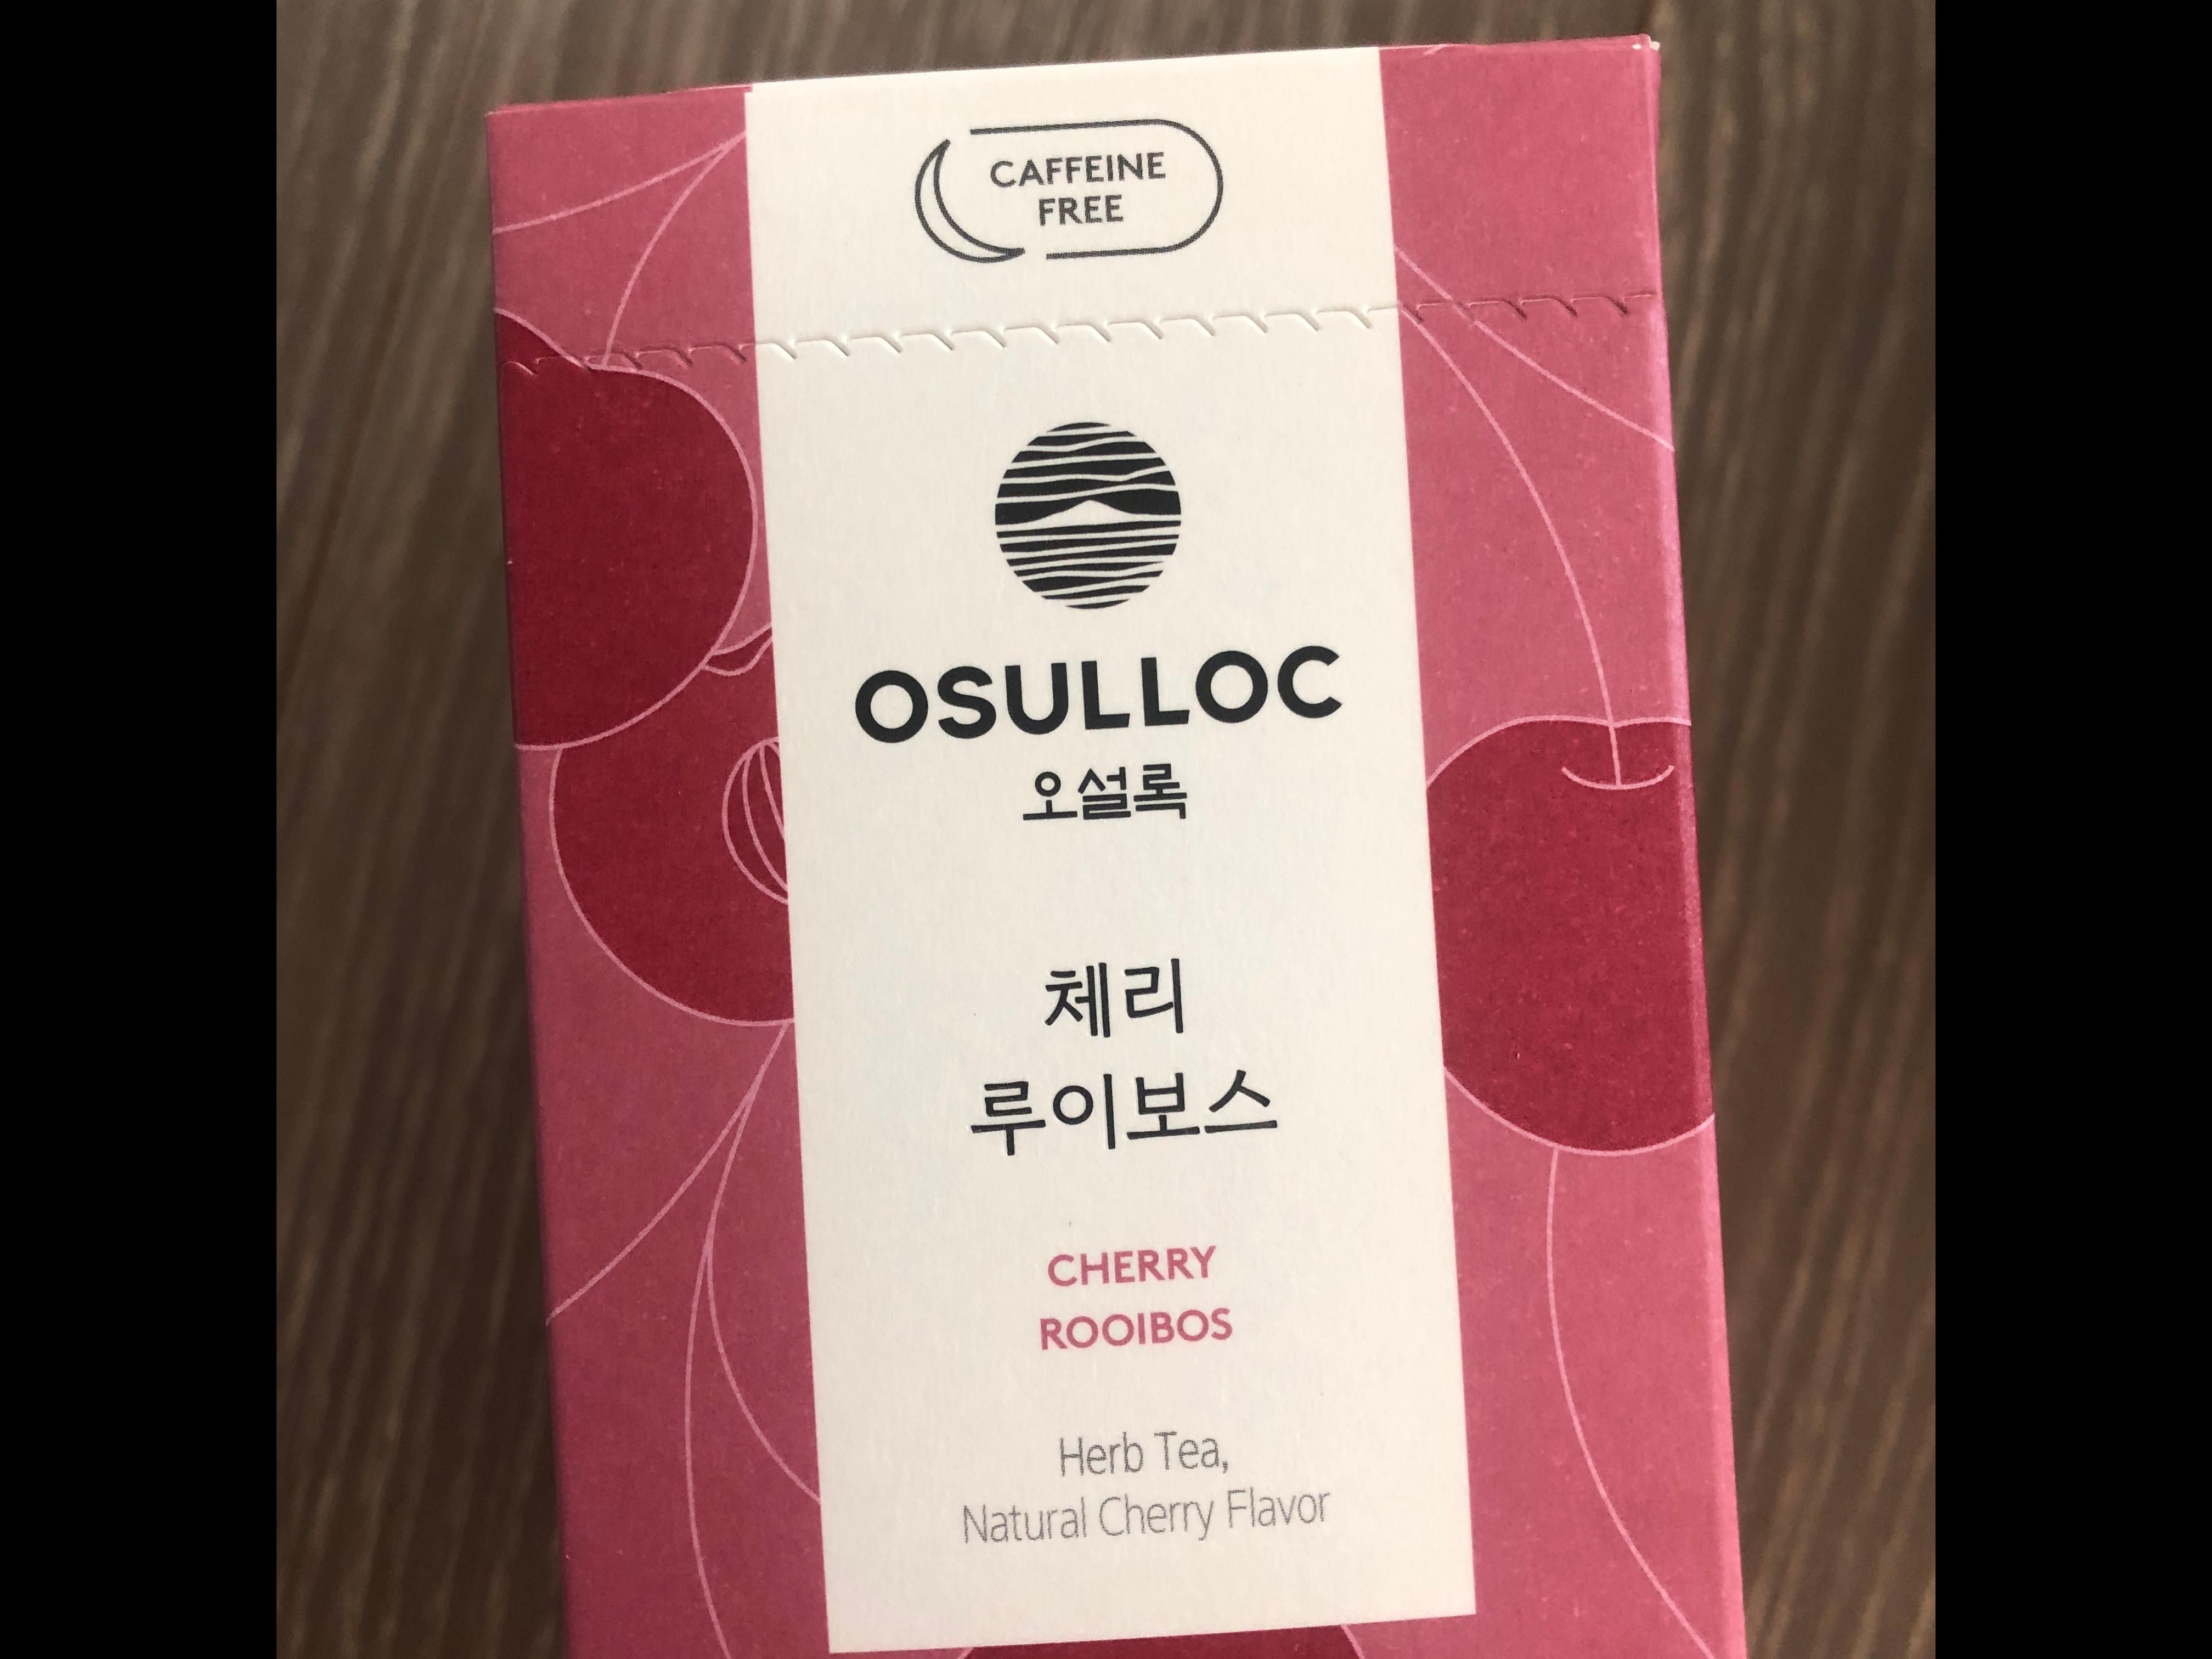 CAFFEINE
FREE
OSULLOC
오설록
체리
루이보스
CHERRY
ROOIBOS
Herb Tea,
Natural Cherry Flavor